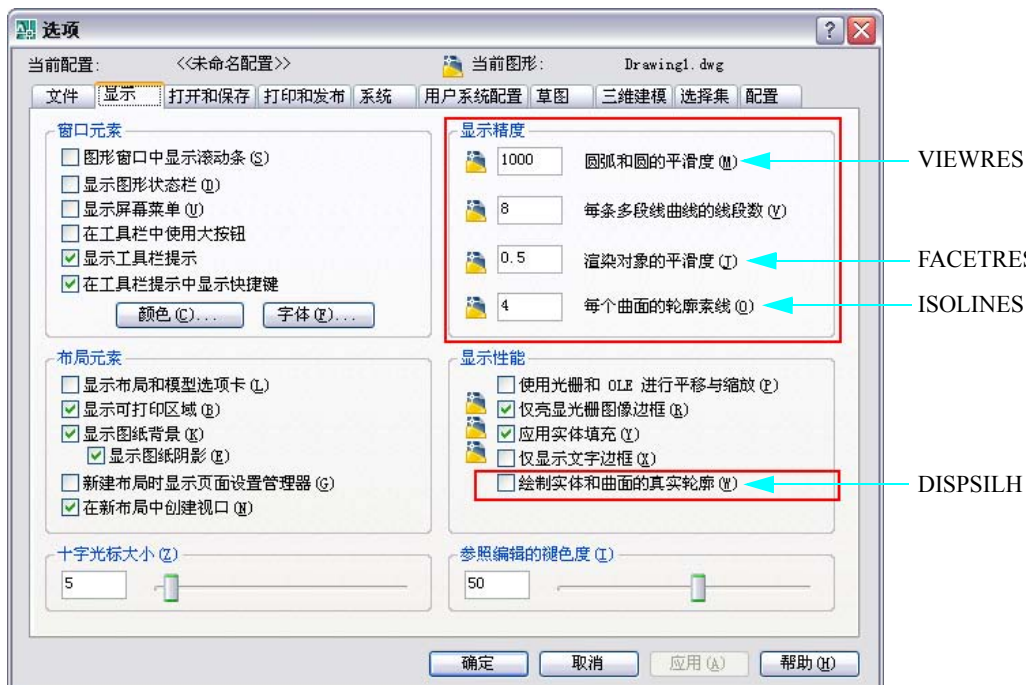 选项
当前配置: <<未命名配置>> 当前图形: Drawing1.dwg
文件 显示 打开和保存 打印和发布 系统 用户系统配置 草图 三维建模 选择集 配置
窗口元素
图形窗口中显示滚动条(S)
显示图形状态栏(D)
显示屏幕菜单(U)
在工具栏中使用大按钮
显示工具栏提示
在工具栏提示中显示快捷键
颜色(C)... 字体(F)...
显示精度
1000 圆弧和圆的平滑度(M) VIEWRES
8 每条多段线曲线的线段数(V)
0.5 渲染对象的平滑度(J) FACETRES
4 每个曲面的轮廓素线(O) ISOLINES
布局元素
显示布局和模型选项卡(L)
显示可打印区域(B)
显示图纸背景(K)
显示图纸阴影(E)
新建布局时显示页面设置管理器(G)
在新布局中创建视口(N)
显示性能
使用光栅和 OLE 进行平移与缩放(P)
仅亮显光栅图像边框(R)
应用实体填充(Y)
仅显示文字边框(X)
绘制实体和曲面的真实轮廓(W) DISPSILH
十字光标大小(Z)
5
参照编辑的褪色度(I)
50
确定 取消 应用(A) 帮助(H)